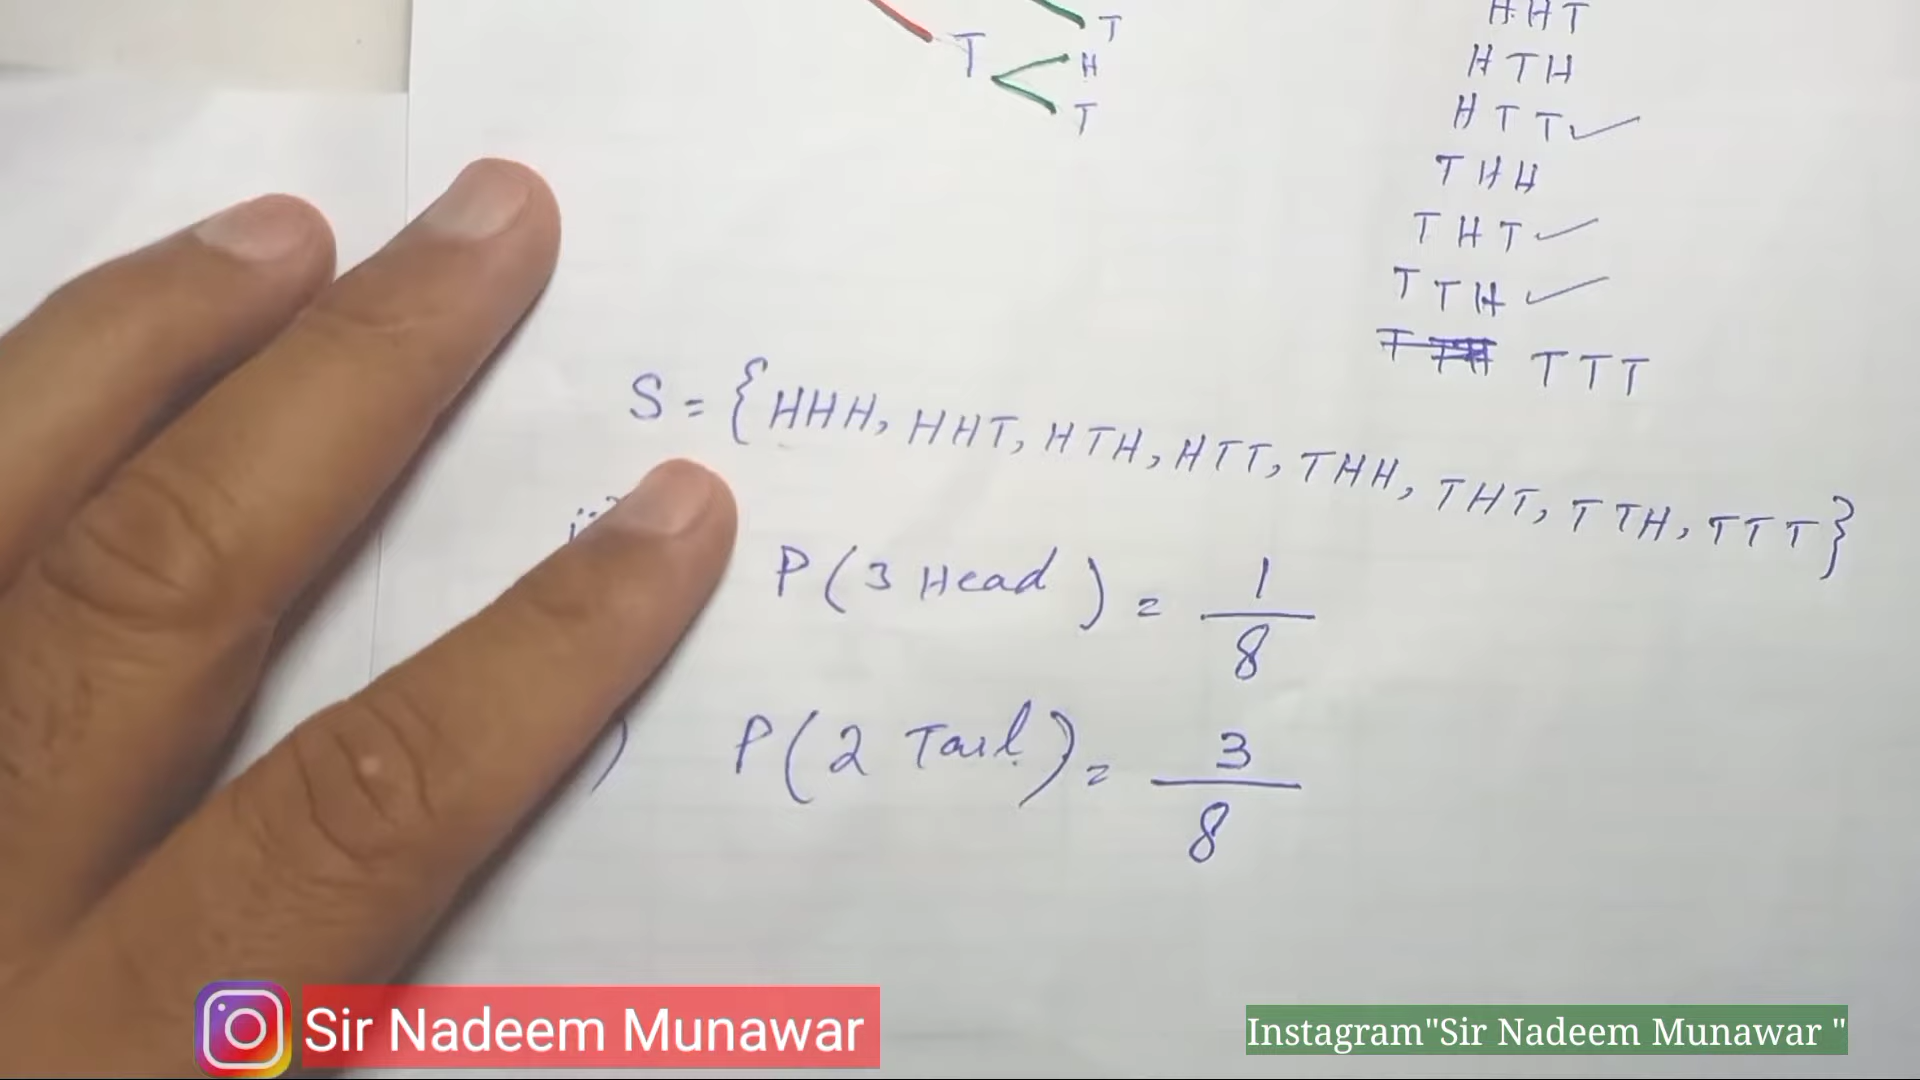 T
T H
T
HHT
HTH
HTT ✓
THH
THT ✓
TTH ✓
TTT
S = {HHH, HHT, HTH, HTT, THH, THT, TTH, TTT}
P(3 Head) = 1/8
P(2 Tail) = 3/8
Sir Nadeem Munawar
Instagram"Sir Nadeem Munawar "